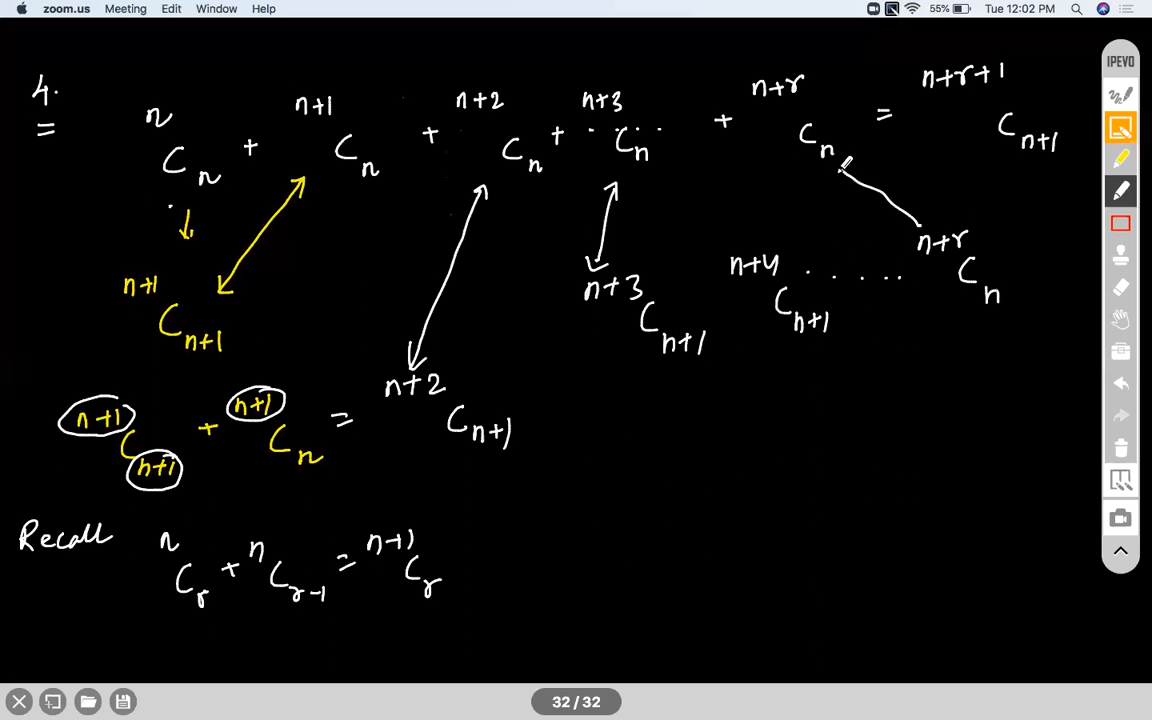 zoom.us Meeting Edit Window Help 55% Tue 12:02 PM
IPEVO
4. ⁿCₙ + ⁿ⁺¹Cₙ + ⁿ⁺²Cₙ + ⁿ⁺³Cₙ .... + ⁿ⁺ʳCₙ = ⁿ⁺ʳ⁺¹Cₙ₊₁
ⁿ⁺¹Cₙ₊₁ ⁿ⁺³Cₙ₊₁ ⁿ⁺⁴Cₙ₊₁ ..... ⁿ⁺ʳCₙ
ⁿ⁺¹Cₙ₊₁ + ⁿ⁺¹Cₙ = ⁿ⁺²Cₙ₊₁
Recall ⁿCᵣ + ⁿCᵣ₋₁ = ⁿ⁺¹Cᵣ
32 / 32